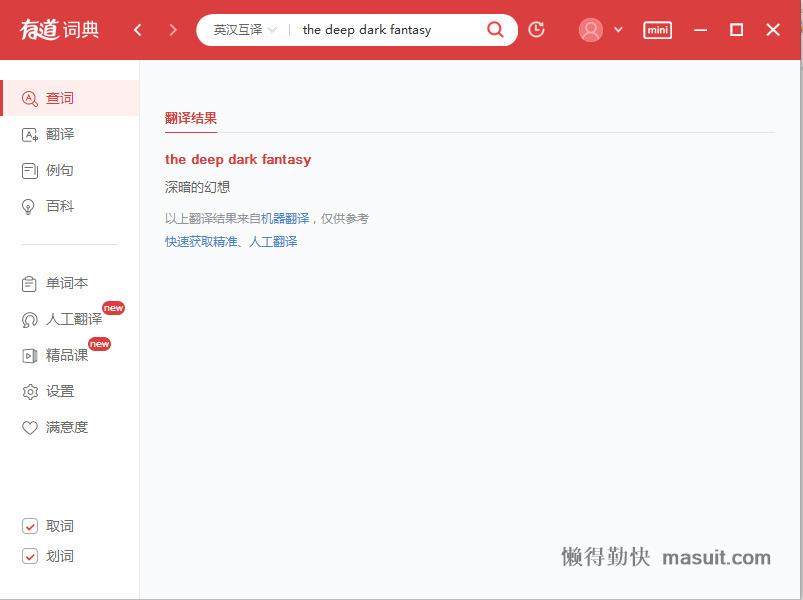 有道词典
英汉互译
the deep dark fantasy
mini
查词
翻译
例句
百科
单词本
人工翻译
new
精品课
new
设置
满意度
取词
划词
翻译结果
the deep dark fantasy
深暗的幻想
以上翻译结果来自机器翻译，仅供参考
快速获取精准、人工翻译
懒得勤快 masuit.com